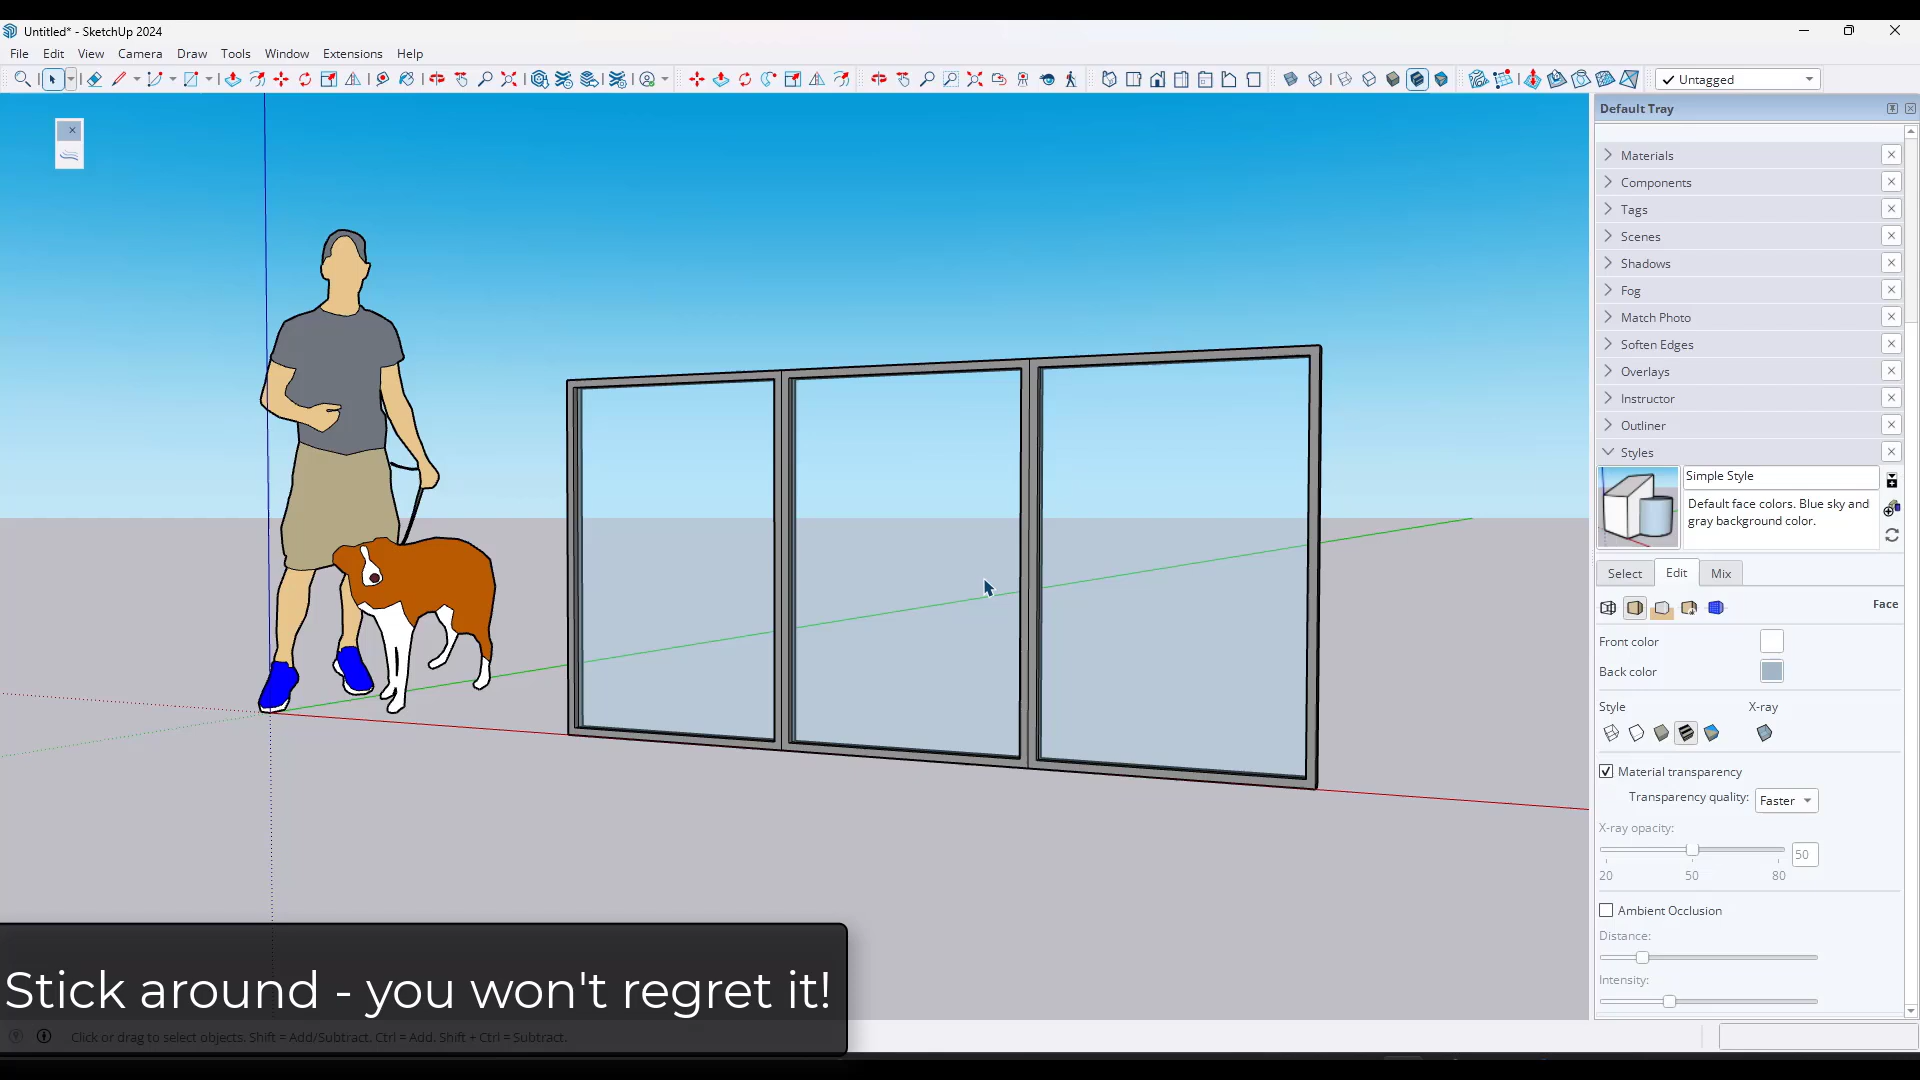 Untitled* - SketchUp 2024
File Edit View Camera Draw Tools Window Extensions Help
Untagged
Default Tray
Materials
Components
Tags
Scenes
Shadows
Fog
Match Photo
Soften Edges
Overlays
Instructor
Outliner
Styles
Simple Style
Default face colors. Blue sky and
gray background color.
Select Edit Mix
Face
Front color
Back color
Style X-ray
Material transparency
Transparency quality: Faster
X-ray opacity:
50
20 50 80
Ambient Occlusion
Distance:
Intensity:
Stick around - you won't regret it!
Click or drag to select objects. Shift = Add/Subtract. Ctrl = Add. Shift + Ctrl = Subtract.